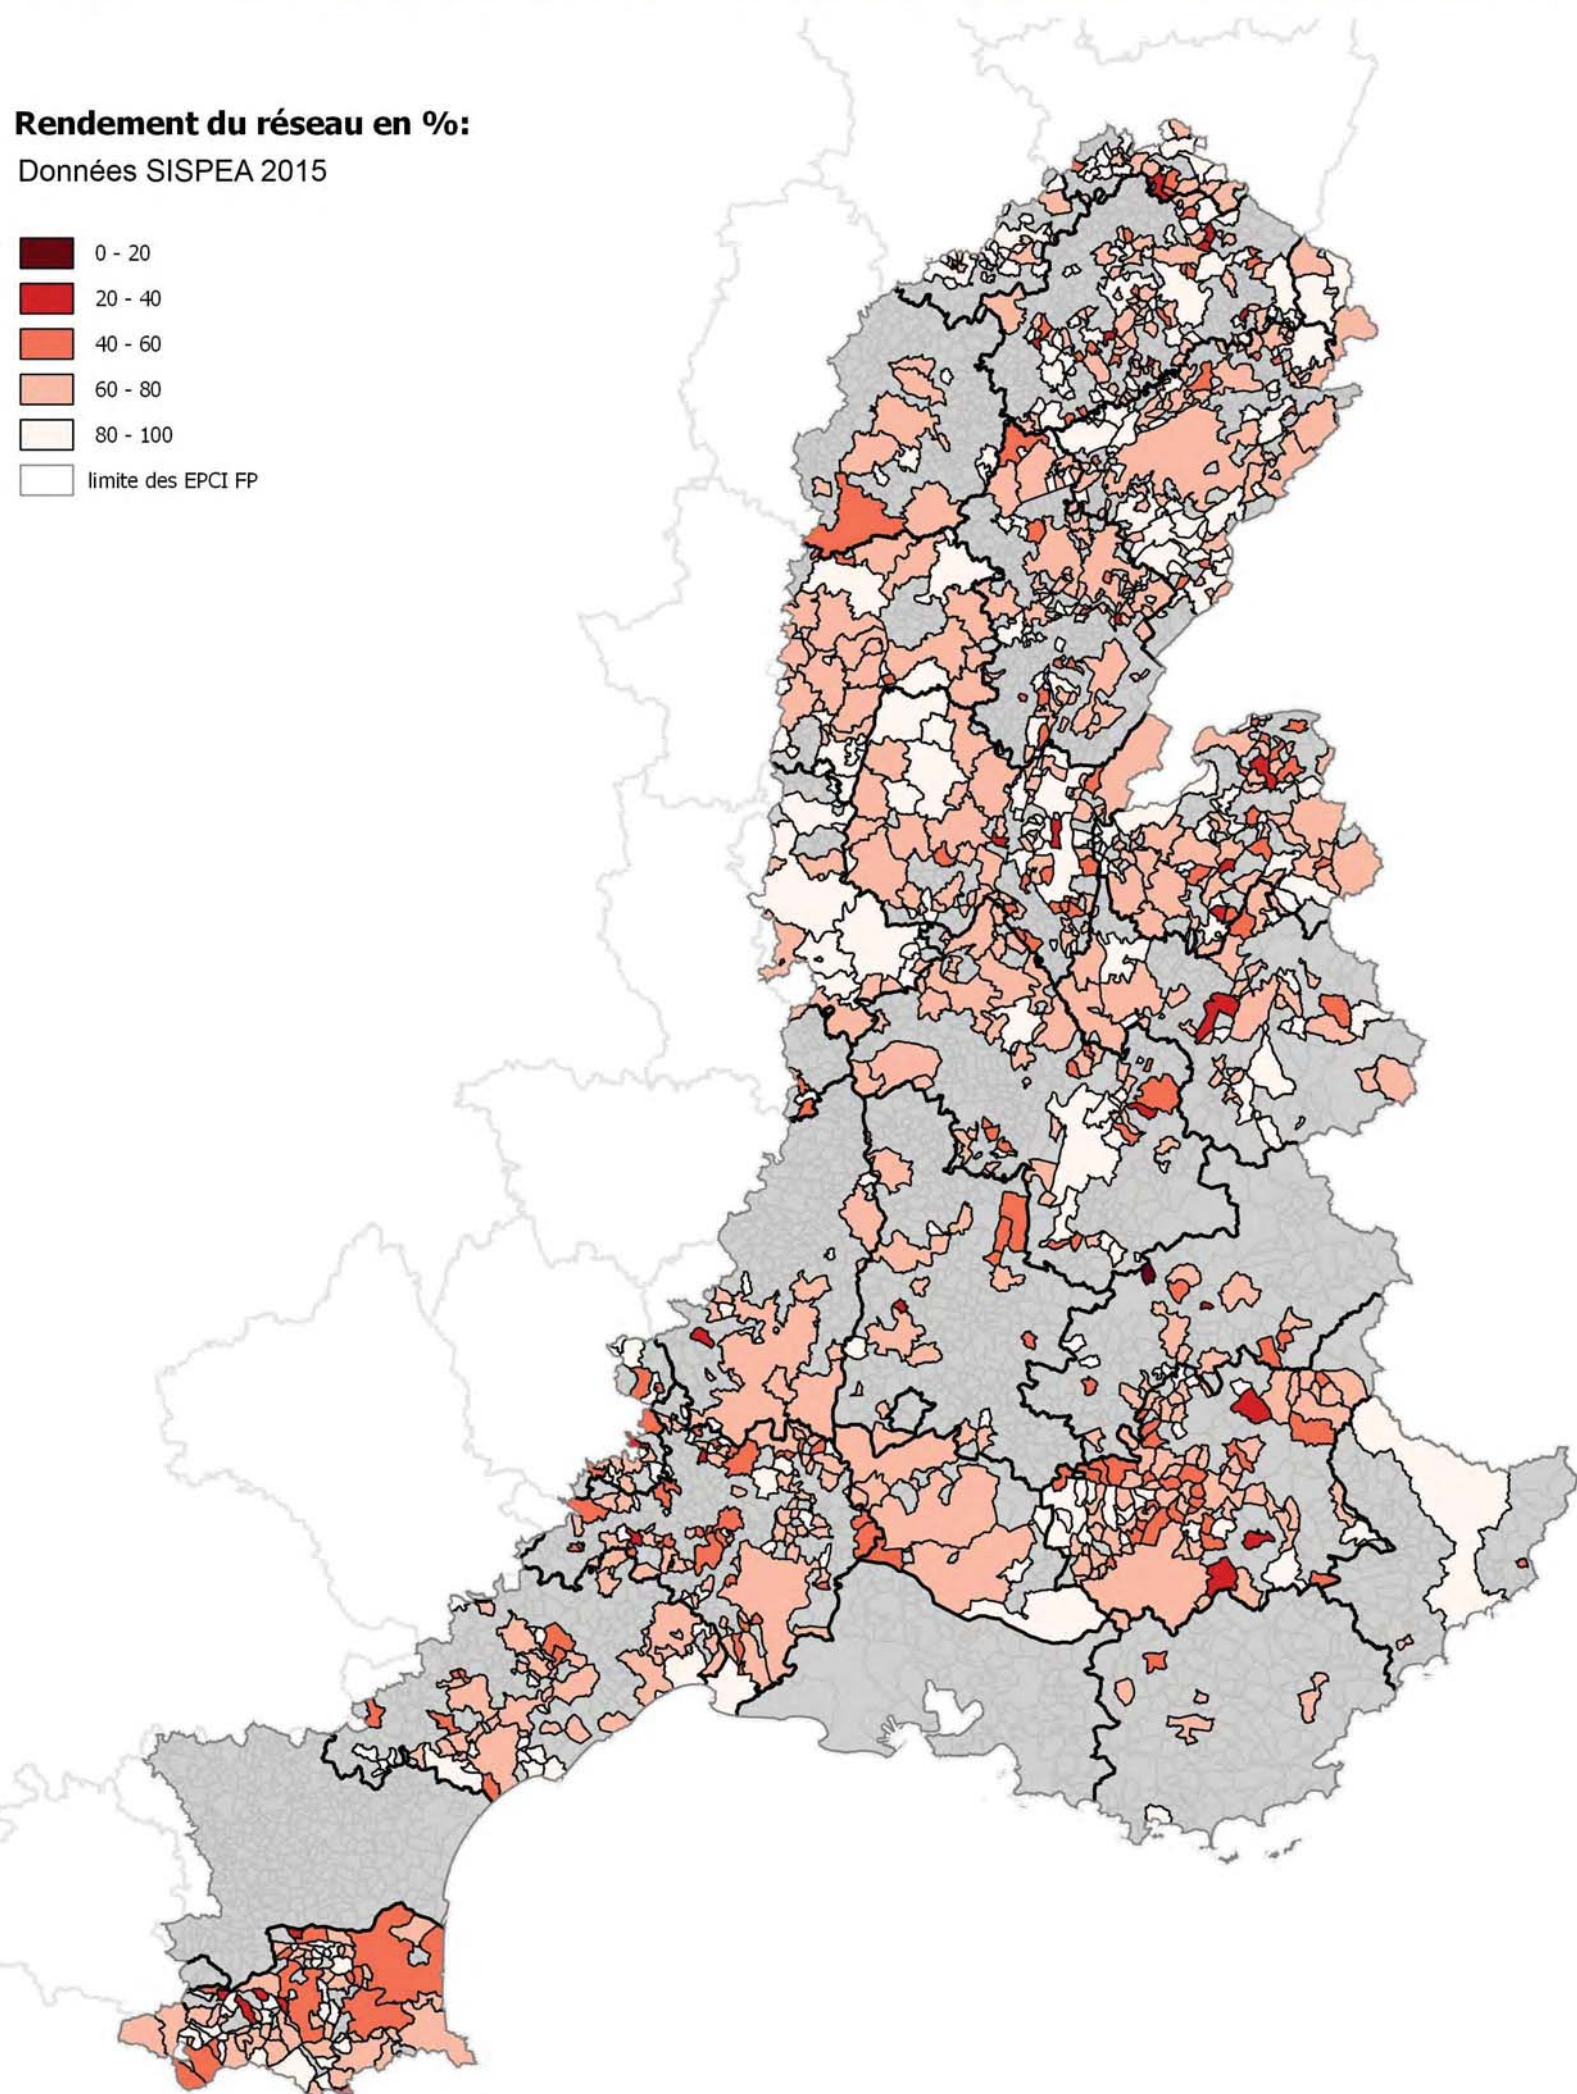 Rendement du réseau en %:
Données SISPEA 2015
0 - 20
20 - 40
40 - 60
60 - 80
80 - 100
limite des EPCI FP